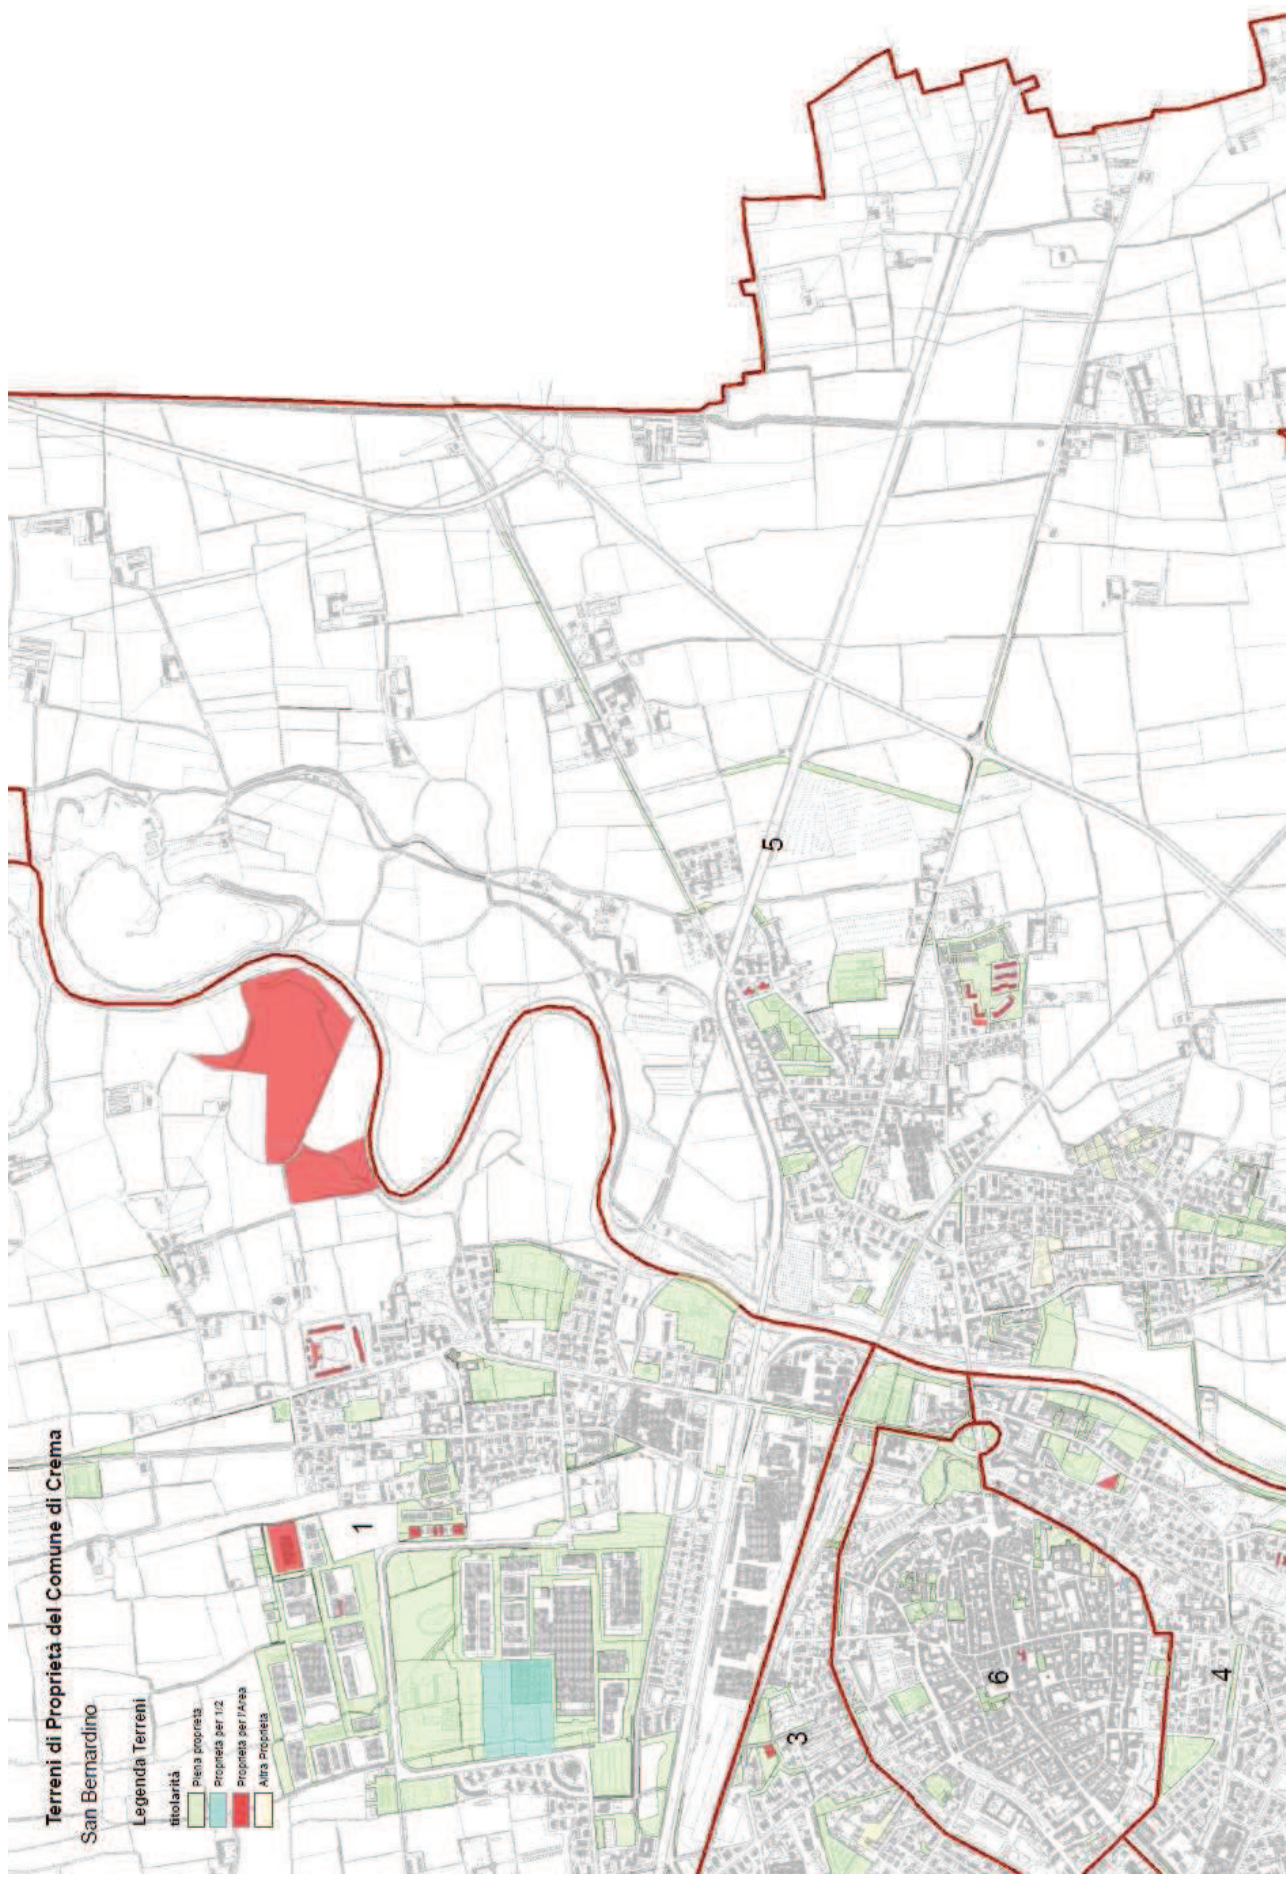 Terreni di Proprietà del Comune di Crema
San Bernardino
Legenda Terreni
titolarità
Piena proprietà
Proprietà per 1/2
Proprietà per l'Area
Altra Proprietà
1
5
3
6
4